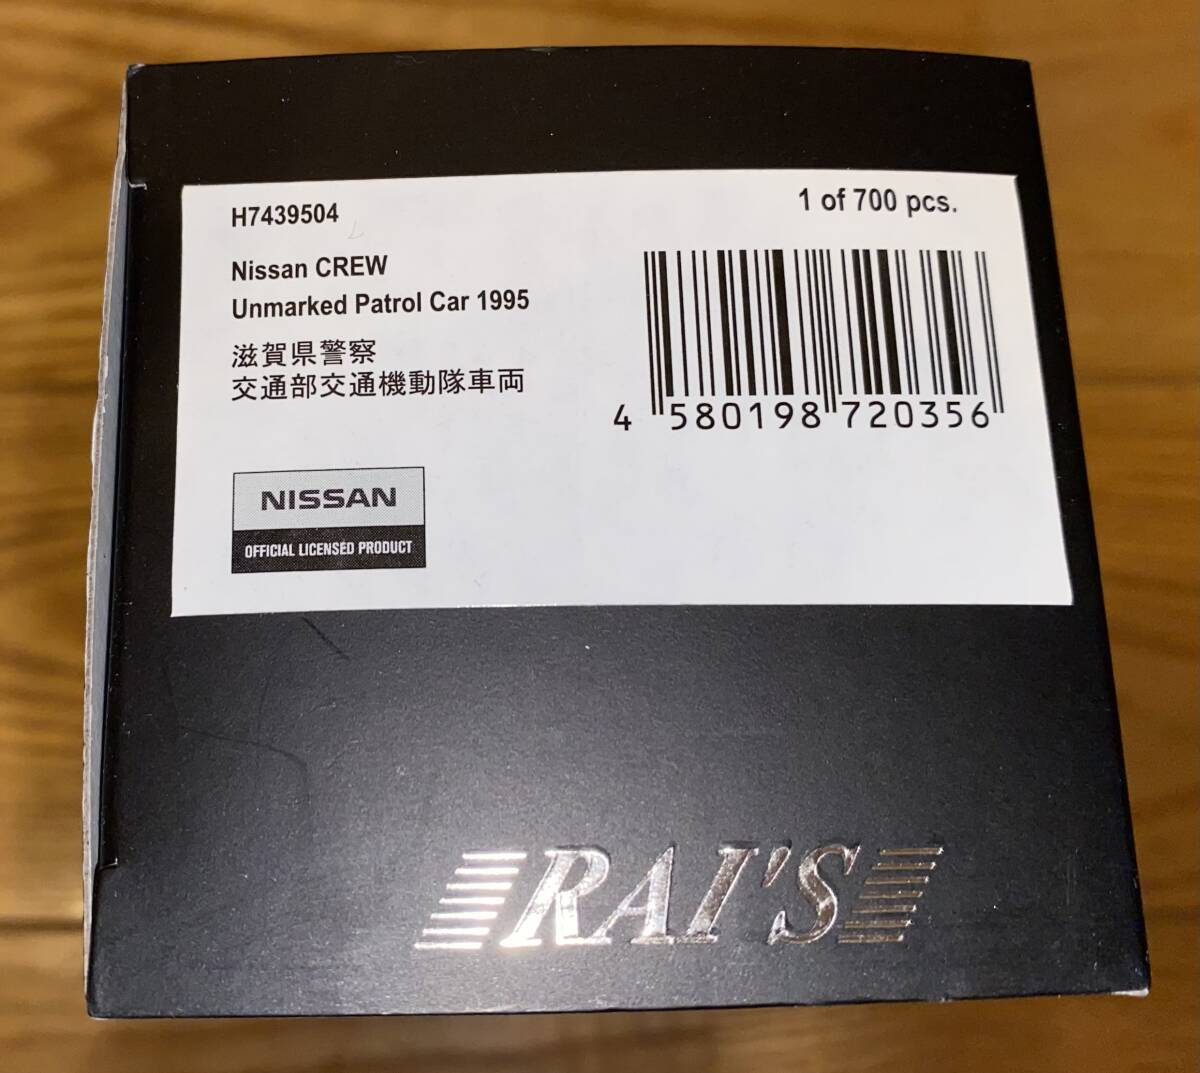 H7439504
1 of 700 pcs.
Nissan CREW
Unmarked Patrol Car 1995
滋賀県警察
交通部交通機動隊車両
4 580198 720356
NISSAN
OFFICIAL LICENSED PRODUCT
RAI'S